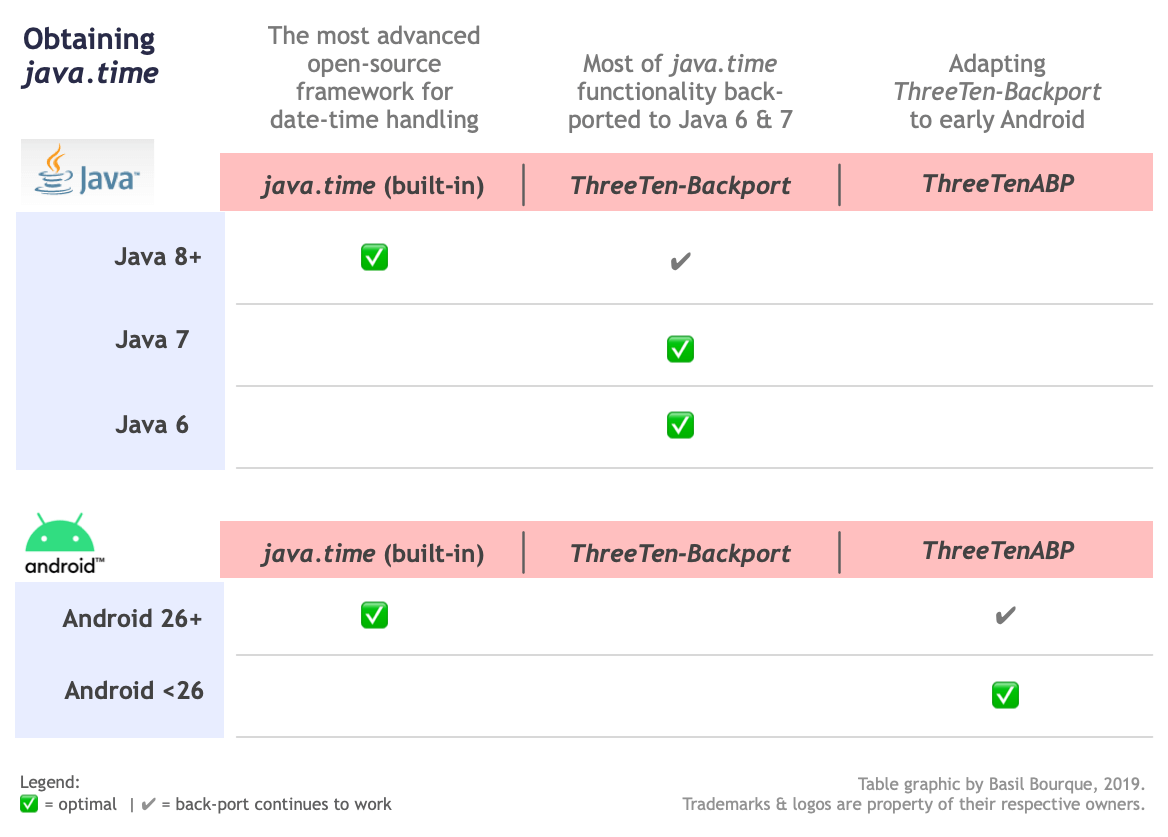 Obtaining
java.time
The most advanced
open-source
framework for
date-time handling
Most of java.time
functionality back-
ported to Java 6 & 7
Adapting
ThreeTen-Backport
to early Android
Java™
java.time (built-in) | ThreeTen-Backport | ThreeTenABP
Java 8+ ✅ ✔
Java 7 ✅
Java 6 ✅
android™
java.time (built-in) | ThreeTen-Backport | ThreeTenABP
Android 26+ ✅ ✔
Android <26 ✅
Legend:
✅ = optimal | ✔ = back-port continues to work
Table graphic by Basil Bourque, 2019.
Trademarks & logos are property of their respective owners.